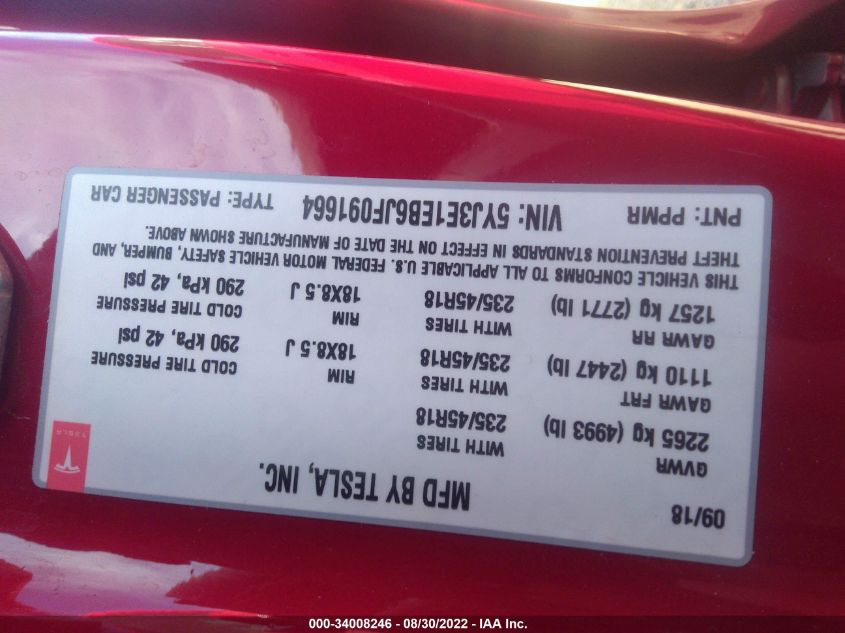 09/18 MFD BY TESLA, INC. TESLA
GVWR
2265 kg (4993 lb) WITH TIRES 235/45R18
GAWR FRT WITH TIRES RIM COLD TIRE PRESSURE
1110 kg (2447 lb) 235/45R18 18X8.5 J 290 kPa, 42 psi
GAWR RR WITH TIRES RIM COLD TIRE PRESSURE
1257 kg (2771 lb) 235/45R18 18X8.5 J 290 kPa, 42 psi
THIS VEHICLE CONFORMS TO ALL APPLICABLE U.S. FEDERAL MOTOR VEHICLE SAFETY, BUMPER, AND
THEFT PREVENTION STANDARDS IN EFFECT ON THE DATE OF MANUFACTURE SHOWN ABOVE.
PNT: PPMR VIN: 5YJ3E1EB6JF091664 TYPE: PASSENGER CAR
000-34008246 - 08/30/2022 - IAA Inc.